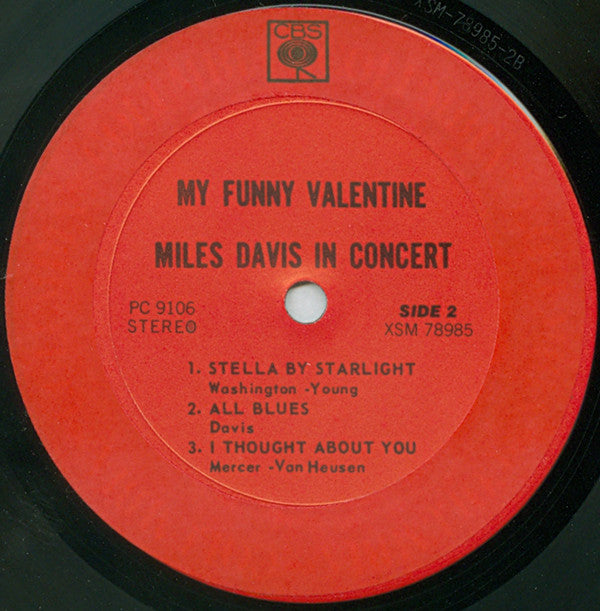 XSM-78985-2B
CBS
MY FUNNY VALENTINE
MILES DAVIS IN CONCERT
PC 9106
STEREO
SIDE 2
XSM 78985
1. STELLA BY STARLIGHT
Washington -Young
2. ALL BLUES
Davis
3. I THOUGHT ABOUT YOU
Mercer -Van Heusen